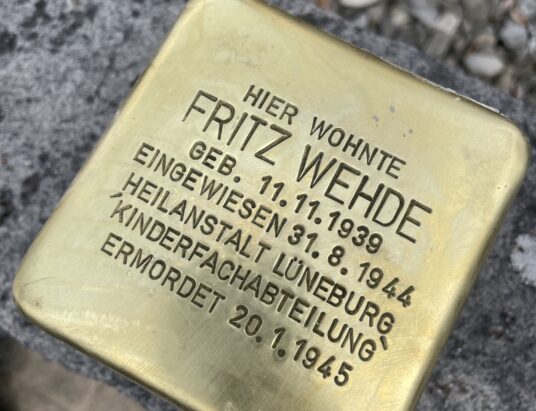 HIER WOHNTE
FRITZ WEHDE
GEB. 11.11.1939
EINGEWIESEN 31.8.1944
HEILANSTALT LÜNEBURG
'KINDERFACHABTEILUNG'
ERMORDET 20.1.1945